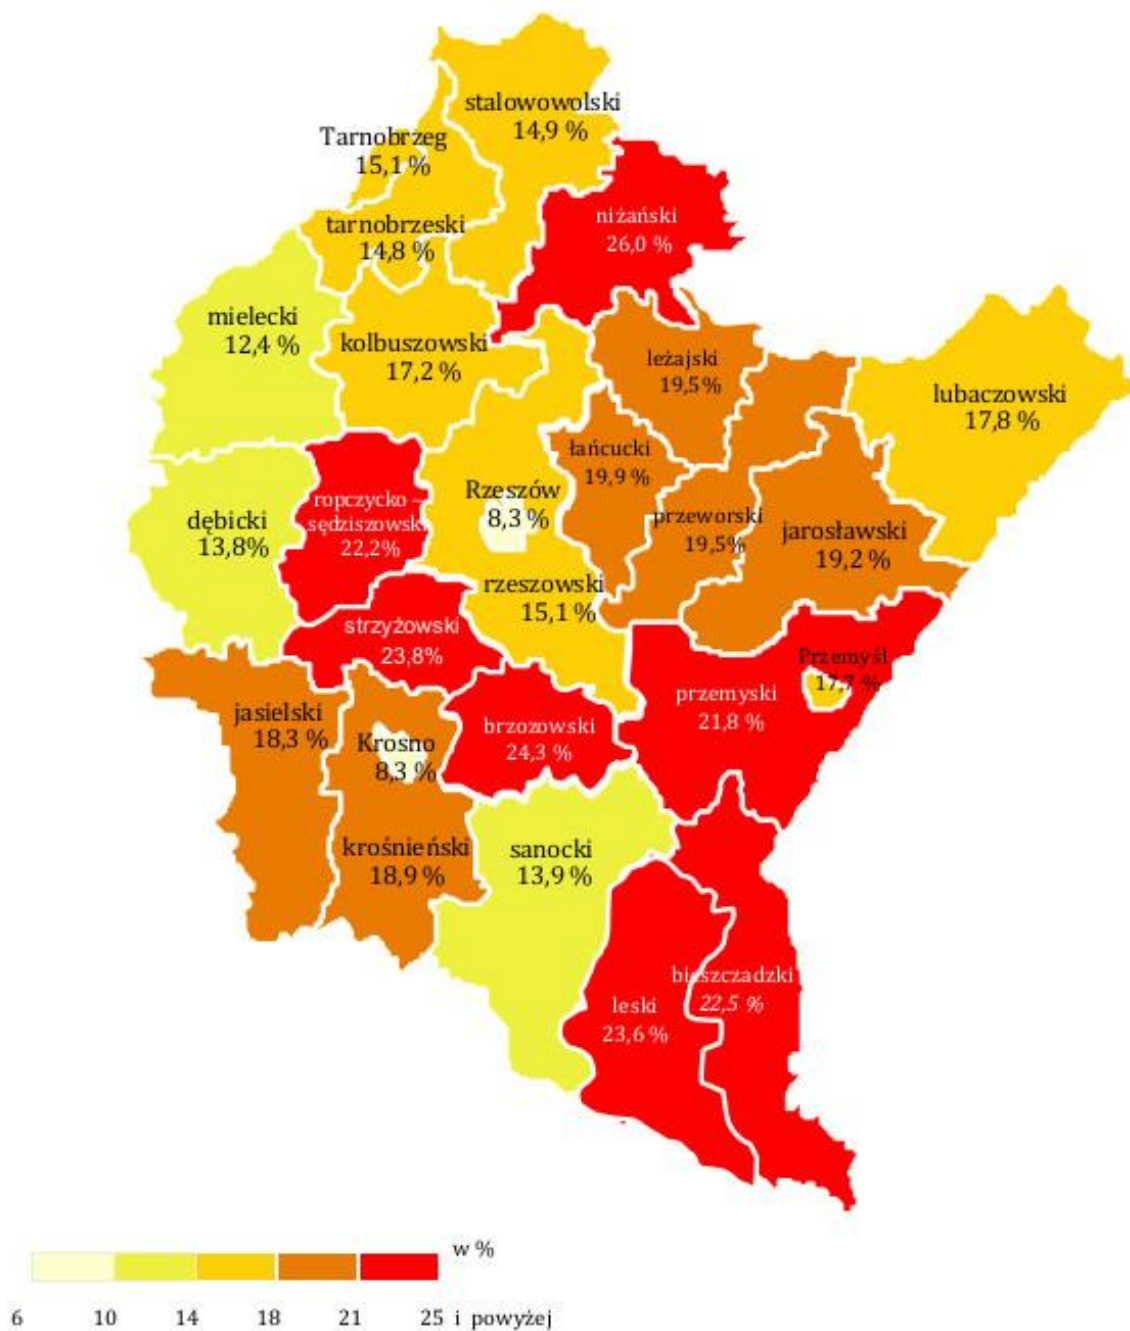 stalowowolski
14,9 %
Tarnobrzeg
15,1 %
tarnobrzeski
14,8 %
niżański
26,0 %
mielecki
12,4 %
kolbuszowski
17,2 %
leżajski
19,5%
lubaczowski
17,8 %
łańcucki
19,9 %
Rzeszów
8,3 %
ropczycko –
sędziszowski
22,2%
dębicki
13,8%
przeworski
19,5%
jarosławski
19,2 %
rzeszowski
15,1 %
strzyżowski
23,8%
Przemyśl
17,7 %
przemyski
21,8 %
jasielski
18,3 %
Krosno
8,3 %
brzozowski
24,3 %
krośnieński
18,9 %
sanocki
13,9 %
bieszczadzki
22,5 %
leski
23,6 %
w %
6 10 14 18 21 25 i powyżej